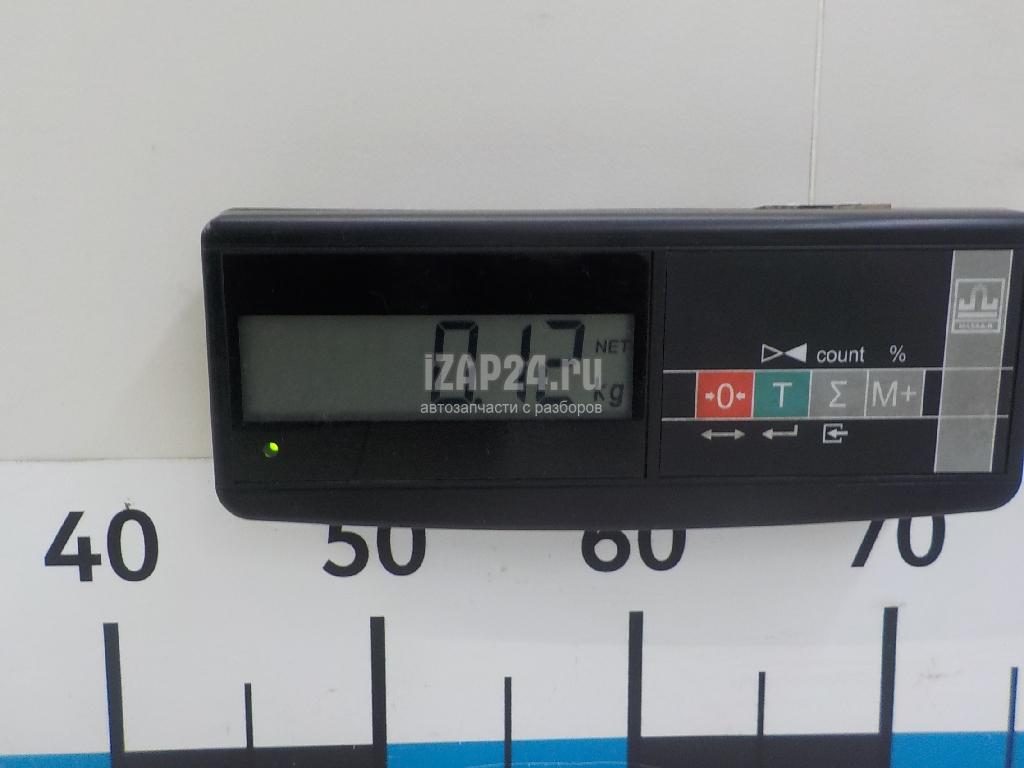 0.12 NET
kg
iZAP24.ru
автозапчасти с разборов
count %
→0← T Σ M+
40 50 60 70